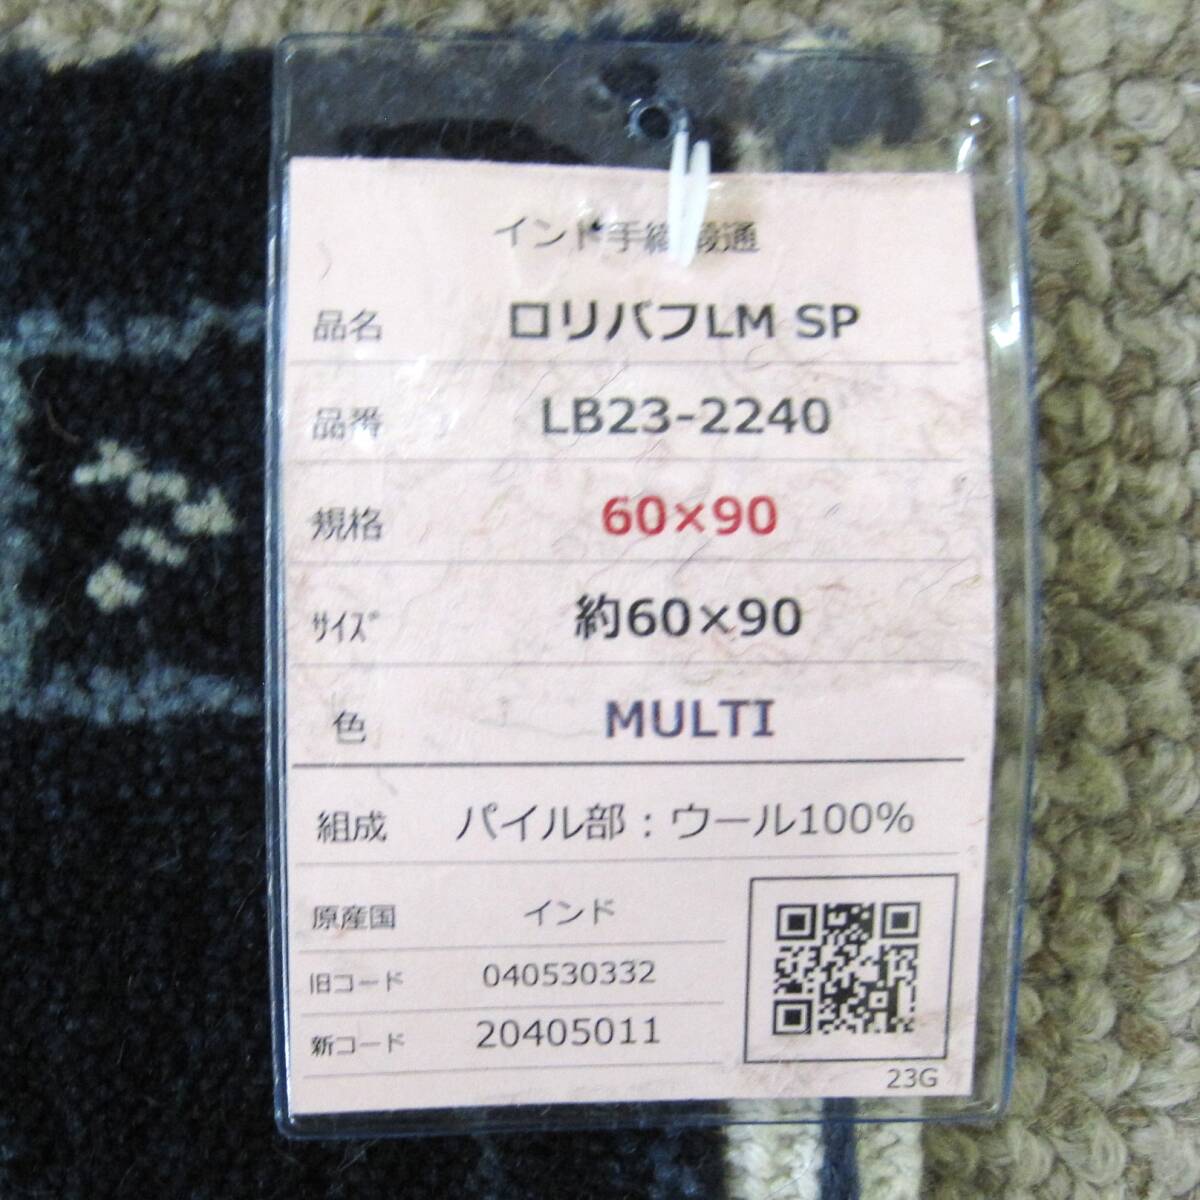 インド手織緞通
品名 ロリバフLM SP
品番 LB23-2240
規格 60×90
ｻｲｽﾞ 約60×90
色 MULTI
組成 パイル部：ウール100%
原産国 インド
旧コード 040530332
新コード 20405011
23G